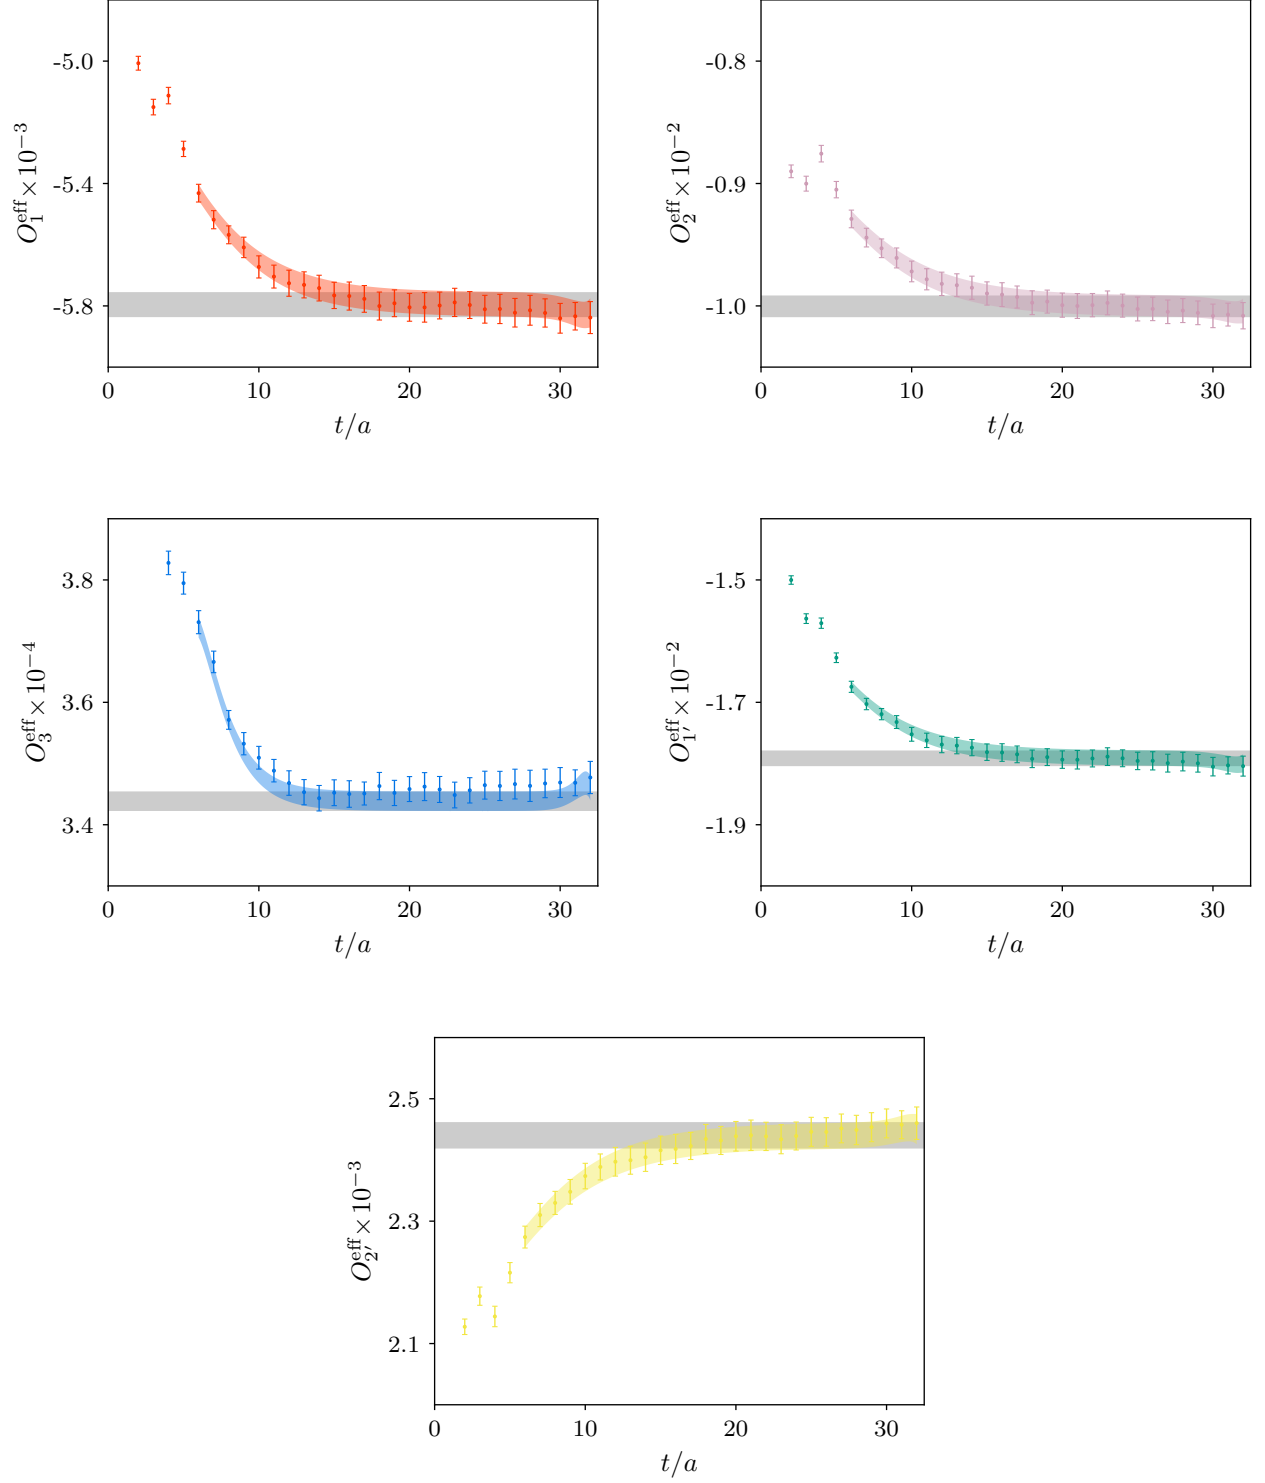 -5.0
-5.4
-5.8
0 10 20 30
t/a
O_1^eff ×10^−3
-0.8
-0.9
-1.0
0 10 20 30
t/a
O_2^eff ×10^−2
3.8
3.6
3.4
0 10 20 30
t/a
O_3^eff ×10^−4
-1.5
-1.7
-1.9
0 10 20 30
t/a
O_1′^eff ×10^−2
2.5
2.3
2.1
0 10 20 30
t/a
O_2′^eff ×10^−3